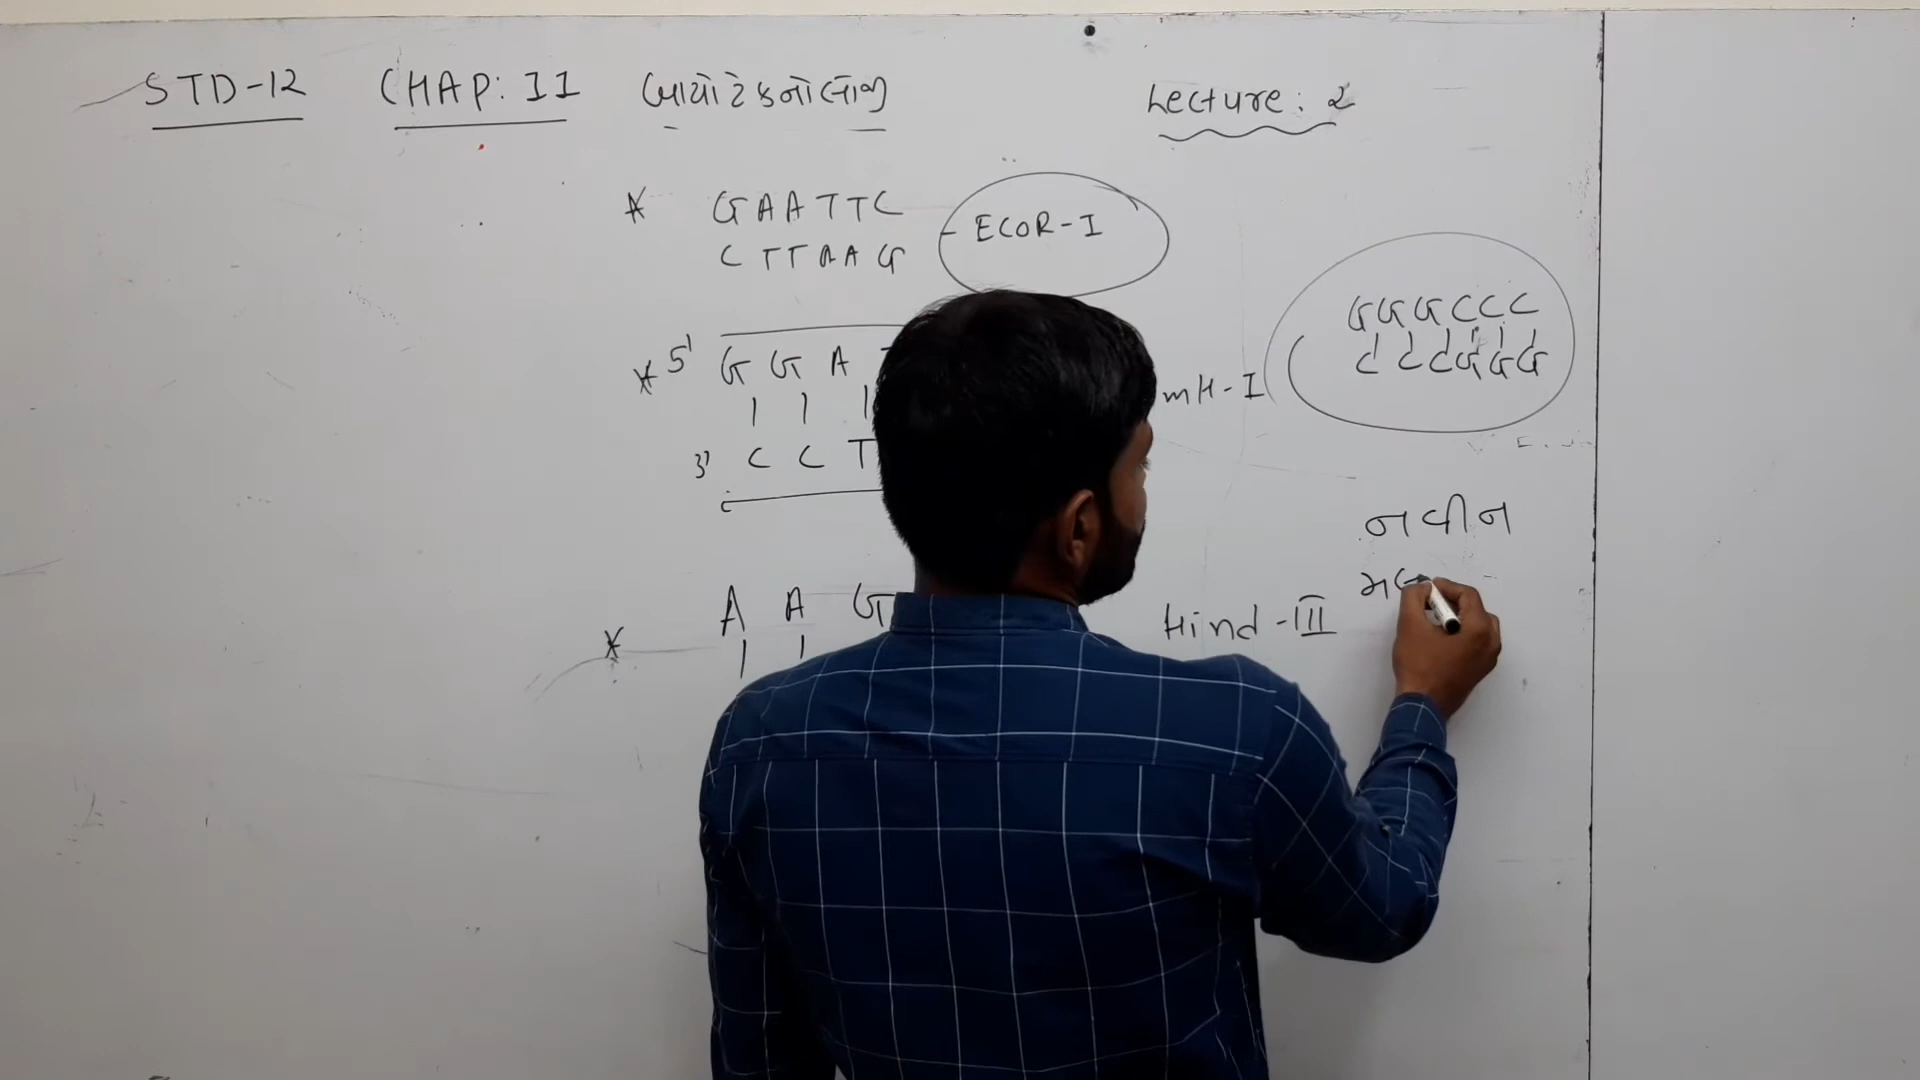 STD-12 CHAP: 11 બાયોટેકનોલોજી Lecture: 2
* GAATTC
CTTAAG - ECOR-I
* 5' G G A
3' C C T
mH-I
GGGCCC
CCCGGG
નવીન
* A A G Hind-III